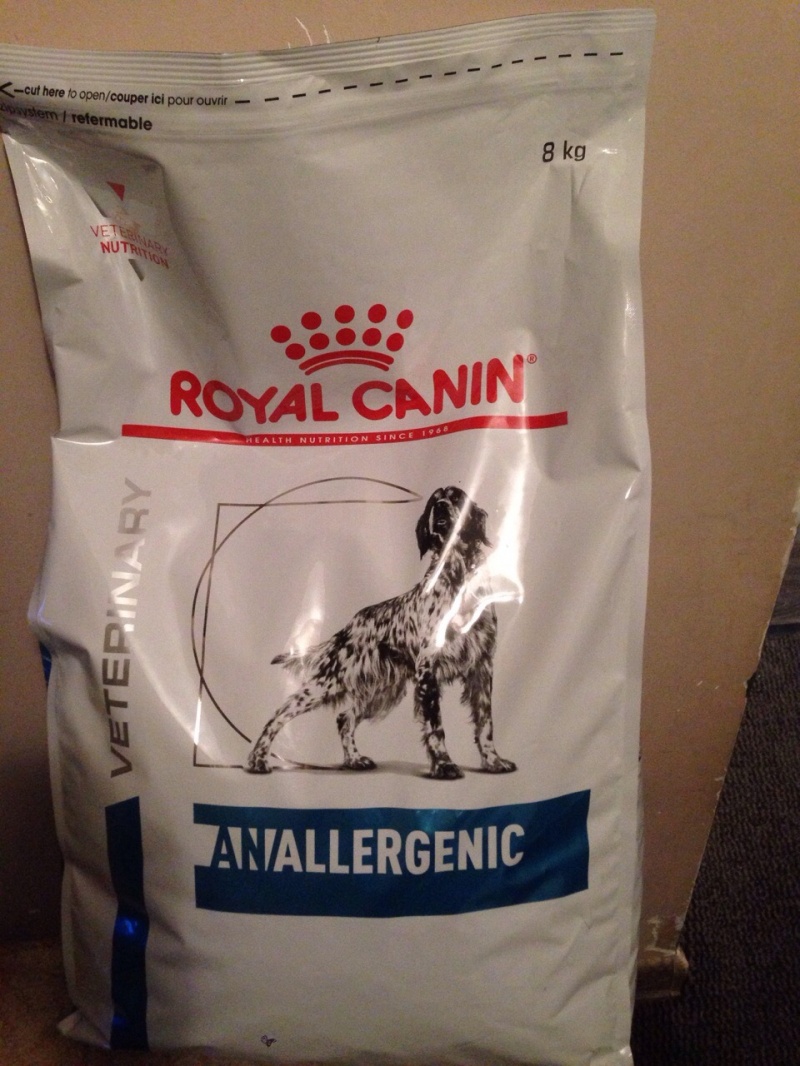 cut here to open/couper ici pour ouvrir
/ refermable
8 kg
VETERINARY
NUTRITION
ROYAL CANIN®
HEALTH NUTRITION SINCE 1968
VETERINARY
ANALLERGENIC